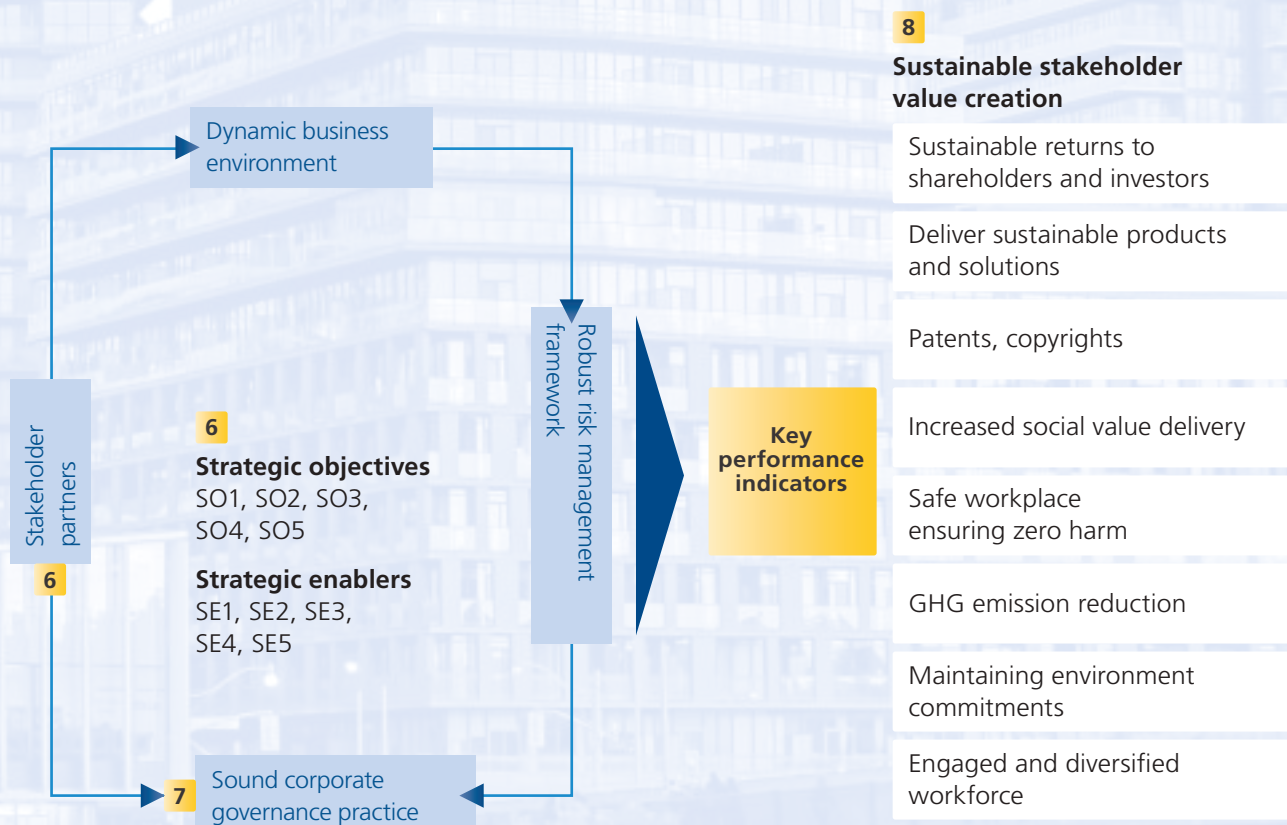 Dynamic business
environment
Stakeholder
partners
6
6
Strategic objectives
SO1, SO2, SO3,
SO4, SO5
Strategic enablers
SE1, SE2, SE3,
SE4, SE5
Robust risk management
framework
7
Sound corporate
governance practice
Key
performance
indicators
8
Sustainable stakeholder
value creation
Sustainable returns to
shareholders and investors
Deliver sustainable products
and solutions
Patents, copyrights
Increased social value delivery
Safe workplace
ensuring zero harm
GHG emission reduction
Maintaining environment
commitments
Engaged and diversified
workforce